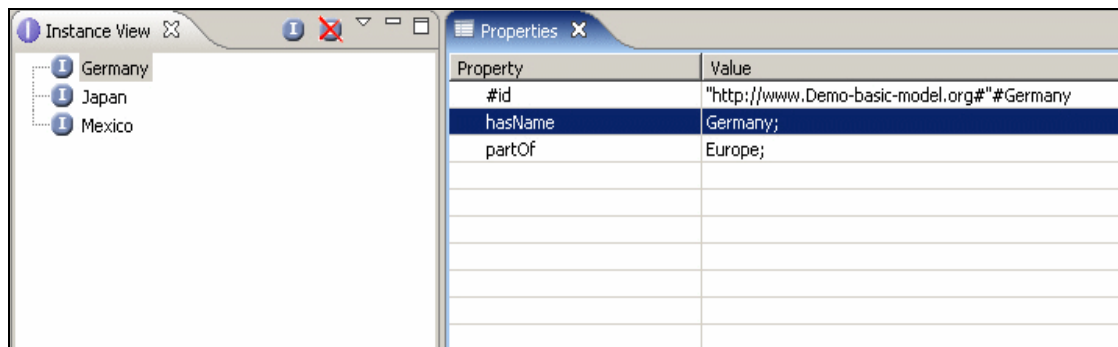 Instance View
Germany
Japan
Mexico
Properties
Property Value
#id "http://www.Demo-basic-model.org#"#Germany
hasName Germany;
partOf Europe;